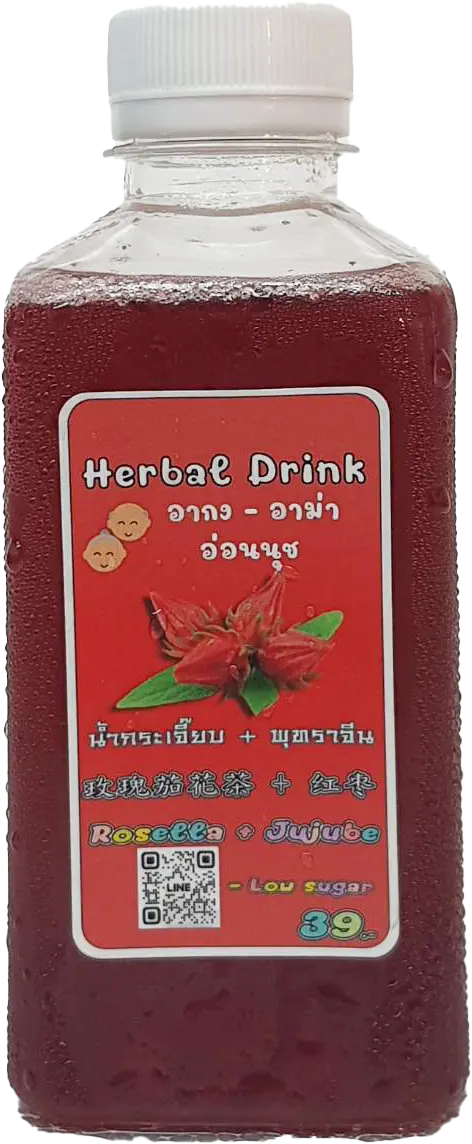 Herbal Drink
อากง - อาม่า
อ่อนนุช
น้ำกระเจี๊ยบ + พุทราจีน
玫瑰茄花茶 + 红枣
Rosella + Jujube
LINE
- Low sugar
39